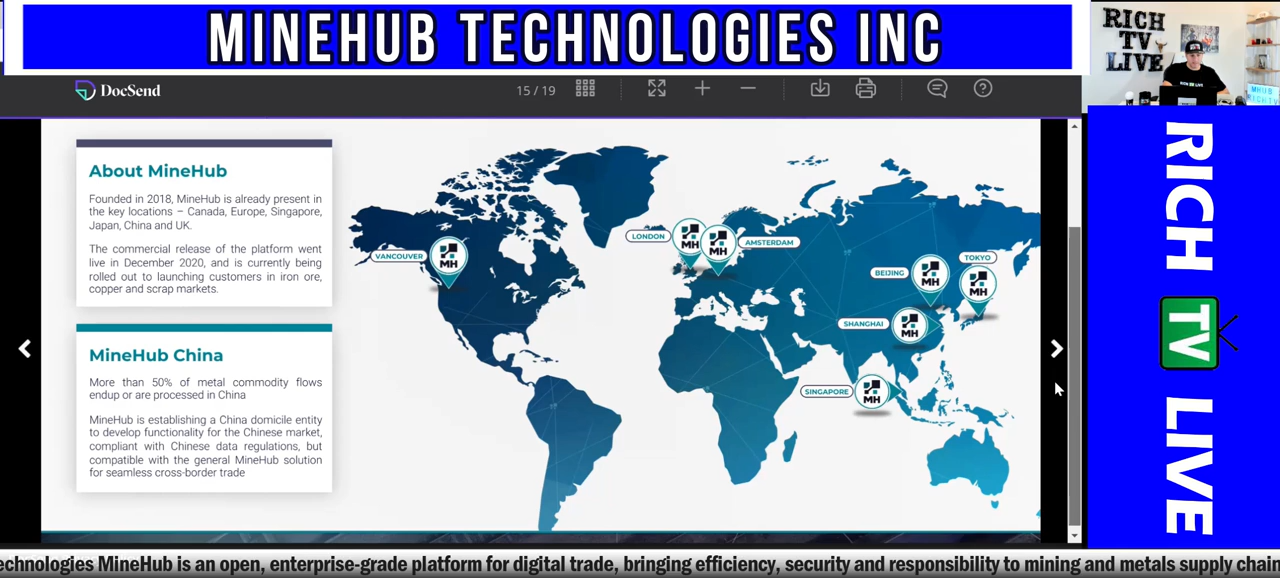 MINEHUB TECHNOLOGIES INC
RICH
TV
LIVE
DocSend
15 / 19
About MineHub
Founded in 2018, MineHub is already present in
the key locations – Canada, Europe, Singapore,
Japan, China and UK.
The commercial release of the platform went
live in December 2020, and is currently being
rolled out to launching customers in iron ore,
copper and scrap markets.
MineHub China
More than 50% of metal commodity flows
endup or are processed in China
MineHub is establishing a China domicile entity
to develop functionality for the Chinese market,
compliant with Chinese data regulations, but
compatible with the general MineHub solution
for seamless cross-border trade
VANCOUVER
MH
LONDON
MH
MH
AMSTERDAM
BEIJING
MH
TOKYO
MH
SHANGHAI
MH
SINGAPORE
MH
RICH TV LIVE
echnologies MineHub is an open, enterprise-grade platform for digital trade, bringing efficiency, security and responsibility to mining and metals supply chain